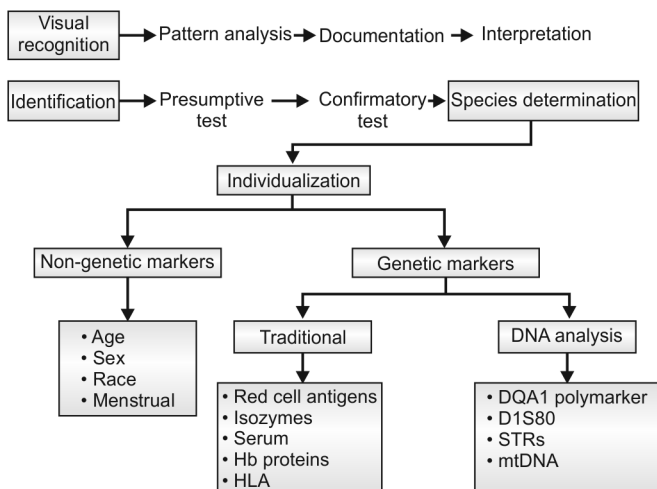 Visual
recognition
Pattern analysis
Documentation
Interpretation
Identification
Presumptive
test
Confirmatory
test
Species determination
Individualization
Non-genetic markers
Genetic markers
• Age
• Sex
• Race
• Menstrual
Traditional
DNA analysis
• Red cell antigens
• Isozymes
• Serum
• Hb proteins
• HLA
• DQA1 polymarker
• D1S80
• STRs
• mtDNA